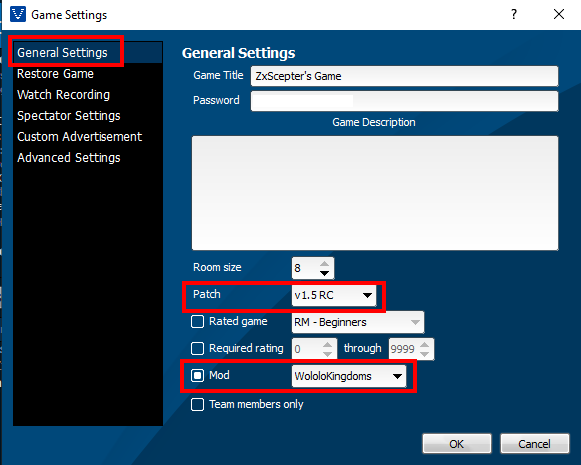 Game Settings
General Settings
Restore Game
Watch Recording
Spectator Settings
Custom Advertisement
Advanced Settings
General Settings
Game Title ZxScepter's Game
Password
Game Description
Room size 8
Patch v1.5 RC
Rated game RM - Beginners
Required rating 0 through 9999
Mod WololoKingdoms
Team members only
OK Cancel